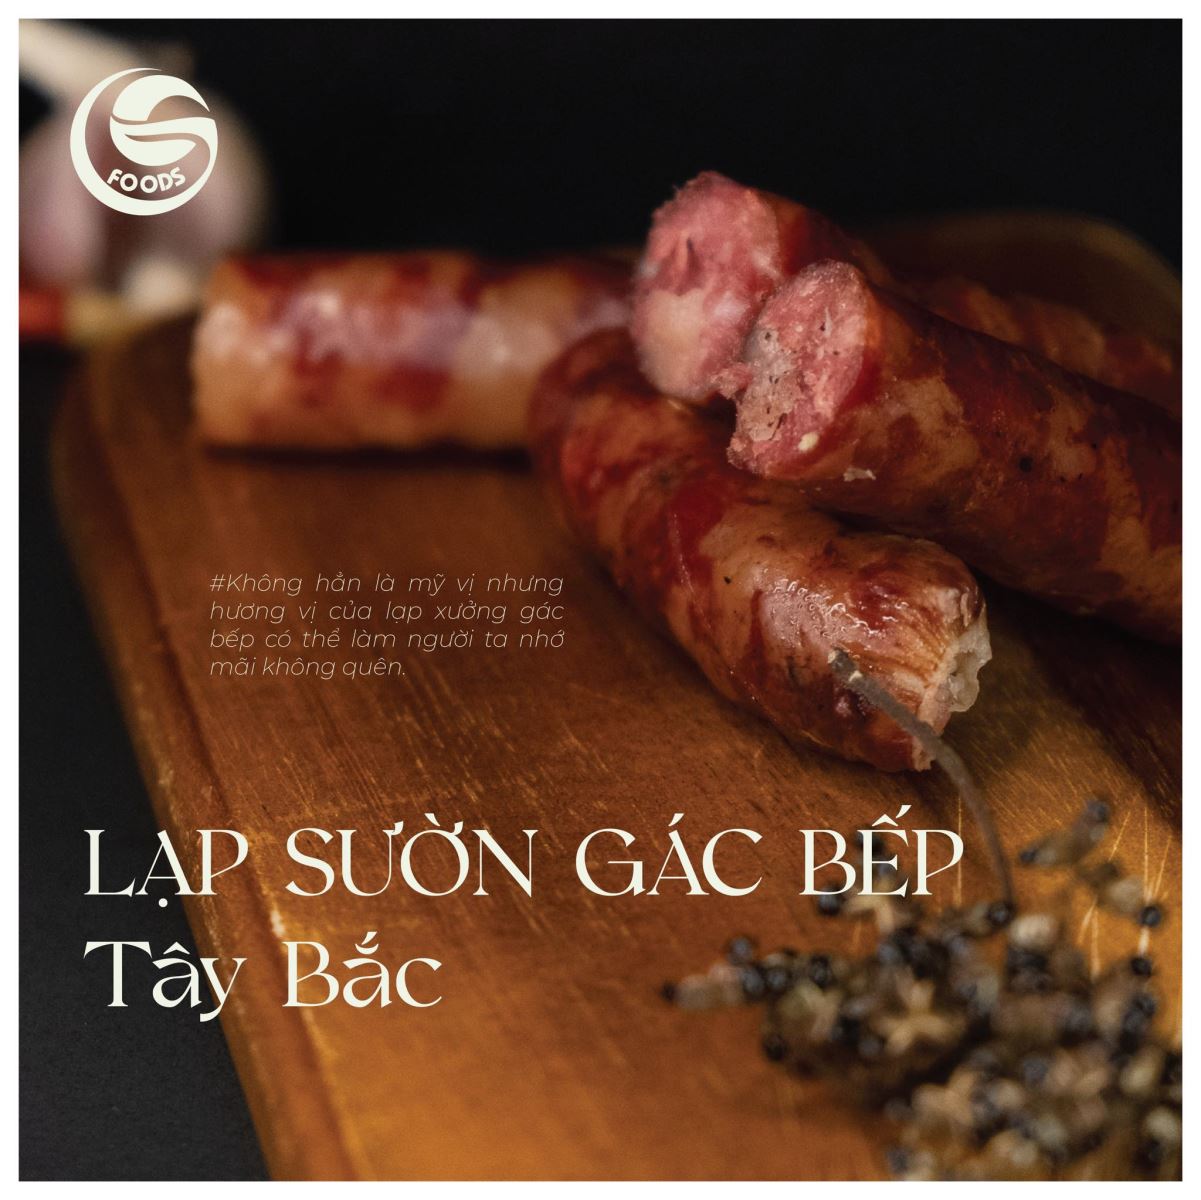 FOODS
#Không hẳn là mỹ vị nhưng
hương vị của lạp xưởng gác
bếp có thể làm người ta nhớ
mãi không quên.
LẠP SƯỜN GÁC BẾP
Tây Bắc